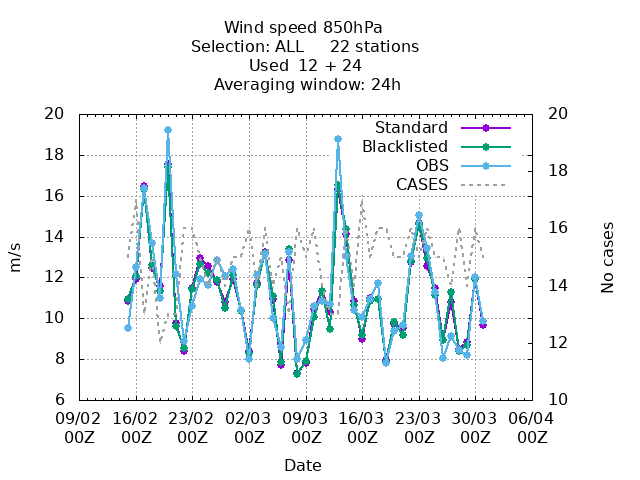 Wind speed 850hPa
Selection: ALL     22 stations
Used  12 + 24
Averaging window: 24h
Standard
Blacklisted
OBS
CASES
20
18
16
14
12
10
8
6
m/s
20
18
16
14
12
10
No cases
09/02 16/02 23/02 02/03 09/03 16/03 23/03 30/03 06/04
00Z 00Z 00Z 00Z 00Z 00Z 00Z 00Z 00Z
Date